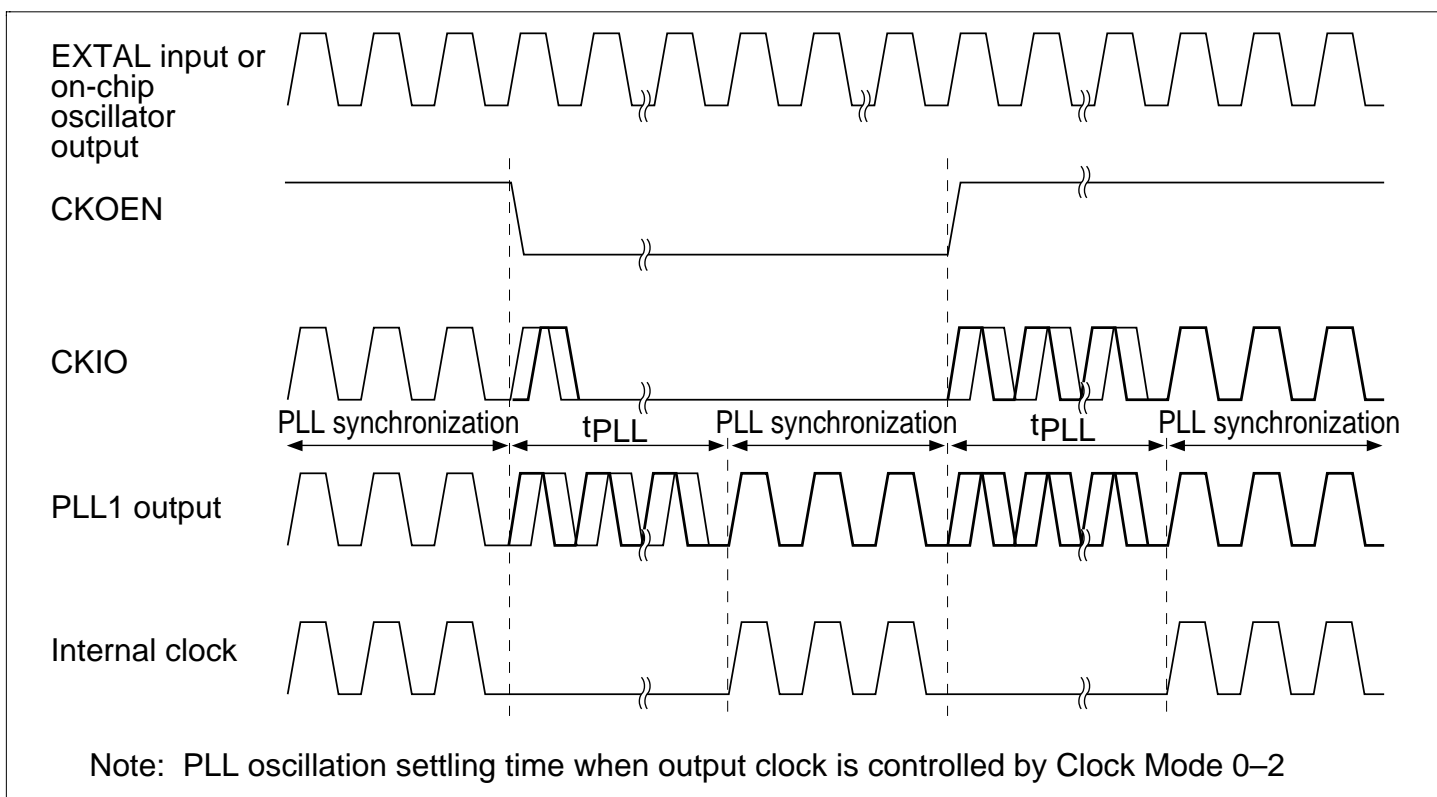 EXTAL input or
on-chip
oscillator
output
CKOEN
CKIO
PLL synchronization
tPLL
PLL synchronization
tPLL
PLL synchronization
PLL1 output
Internal clock
Note: PLL oscillation settling time when output clock is controlled by Clock Mode 0–2